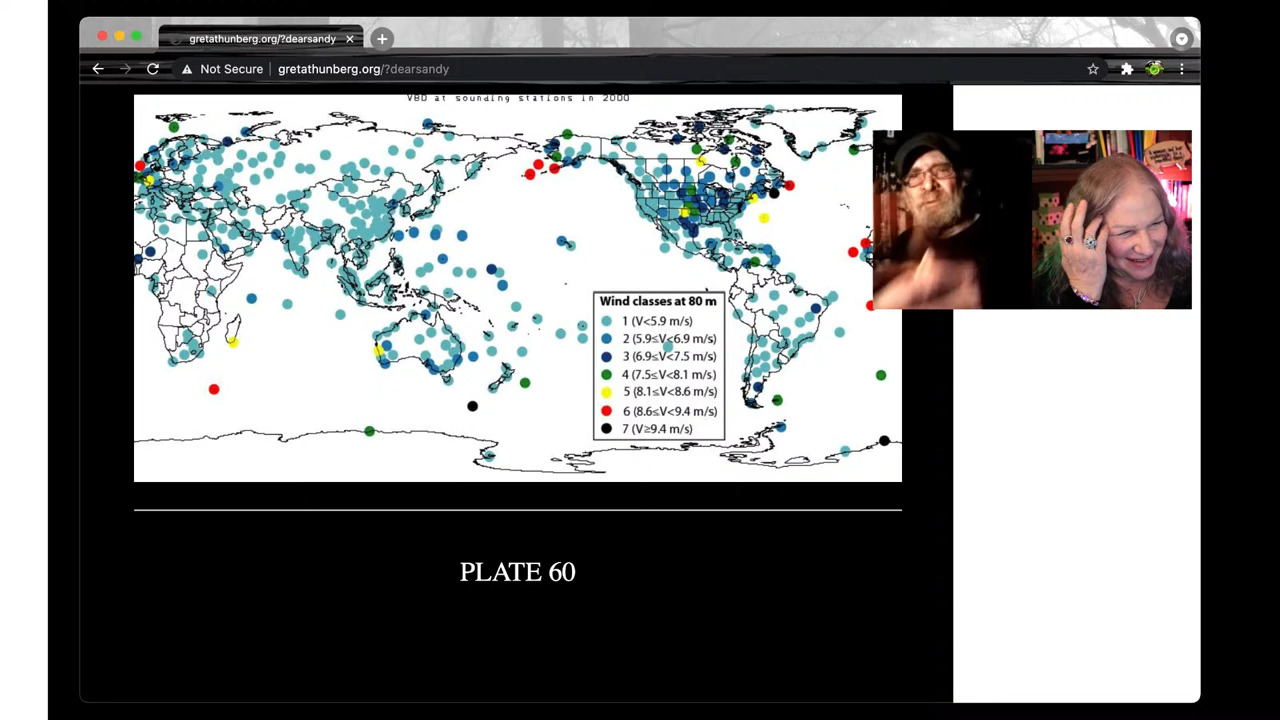 gretathunberg.org/?dearsandy
Not Secure
gretathunberg.org/?dearsandy
V80 at sounding stations in 2000
Wind classes at 80 m
1 (V<5.9 m/s)
2 (5.9≤V<6.9 m/s)
3 (6.9≤V<7.5 m/s)
4 (7.5≤V<8.1 m/s)
5 (8.1≤V<8.6 m/s)
6 (8.6≤V<9.4 m/s)
7 (V≥9.4 m/s)
PLATE 60